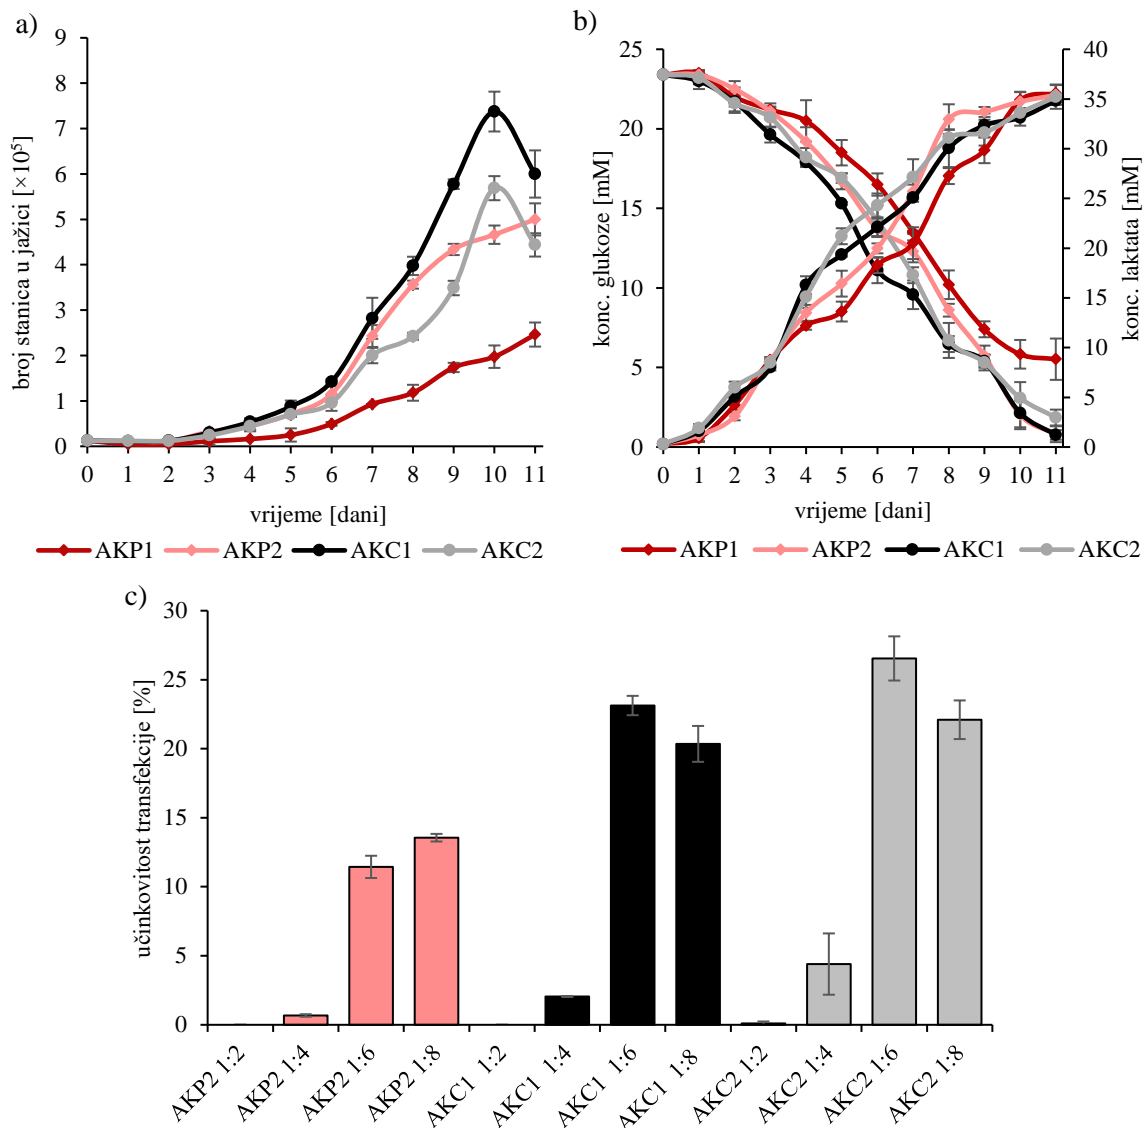 a)
broj stanica u jažici [×10⁵]
9
8
7
6
5
4
3
2
1
0
0 1 2 3 4 5 6 7 8 9 10 11
vrijeme [dani]
AKP1 AKP2 AKC1 AKC2
b)
konc. glukoze [mM]
25
20
15
10
5
0
konc. laktata [mM]
40
35
30
25
20
15
10
5
0
0 1 2 3 4 5 6 7 8 9 10 11
vrijeme [dani]
AKP1 AKP2 AKC1 AKC2
c)
učinkovitost transfekcije [%]
30
25
20
15
10
5
0
AKP2 1:2
AKP2 1:4
AKP2 1:6
AKP2 1:8
AKC1 1:2
AKC1 1:4
AKC1 1:6
AKC1 1:8
AKC2 1:2
AKC2 1:4
AKC2 1:6
AKC2 1:8